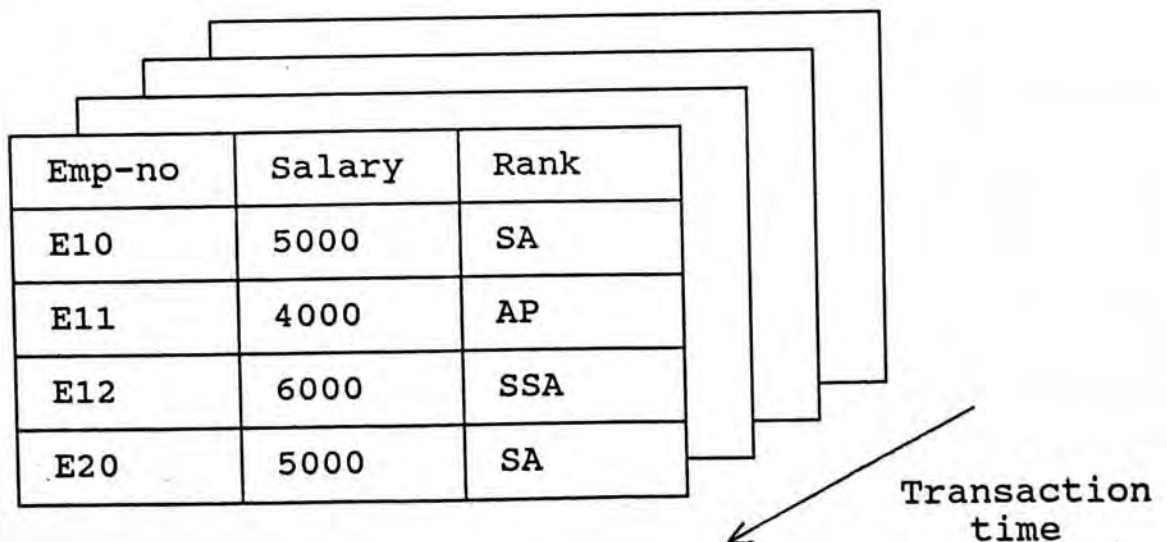 Emp-no Salary Rank
E10 5000 SA
E11 4000 AP
E12 6000 SSA
E20 5000 SA
Transaction
time